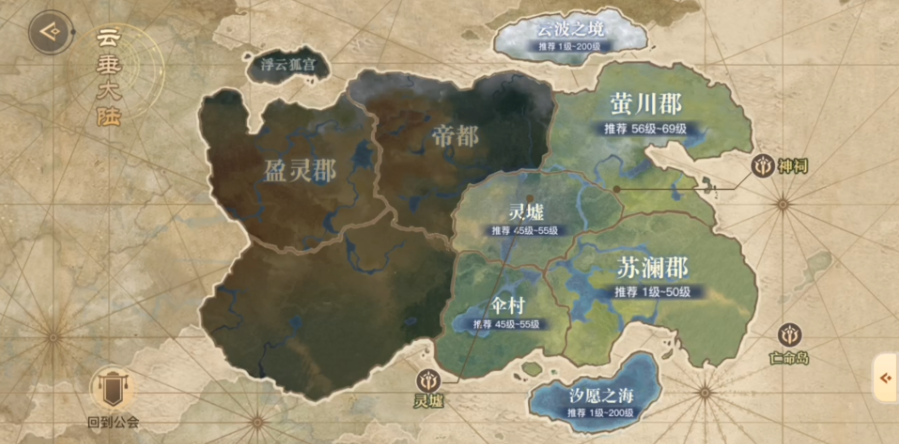 云垂大陆
浮云孤宫
云波之境
推荐 1级~200级
萤川郡
推荐 56级~69级
帝都
盈灵郡
神祠
灵墟
推荐 45级~55级
苏澜郡
推荐 1级~50级
伞村
推荐 45级~55级
亡命岛
灵墟
汐愿之海
推荐 1级~200级
回到公会